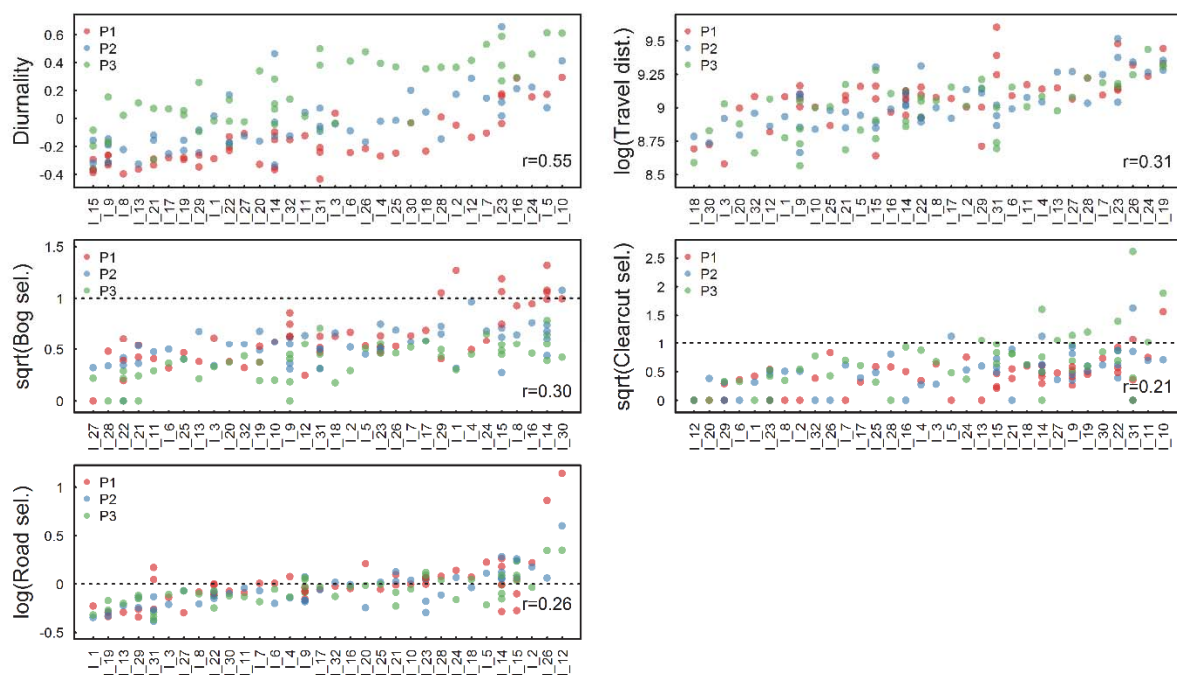 Diurnality
0.6
0.4
0.2
0
-0.2
-0.4
P1
P2
P3
r=0.55
I_15 I_9 I_8 I_13 I_21 I_17 I_19 I_29 I_1 I_22 I_27 I_20 I_14 I_32 I_11 I_31 I_3 I_6 I_26 I_4 I_25 I_30 I_18 I_28 I_2 I_12 I_7 I_23 I_16 I_24 I_5 I_10
log(Travel dist.)
9.5
9.25
9
8.75
8.5
P1
P2
P3
r=0.31
I_18 I_30 I_3 I_20 I_32 I_12 I_1 I_9 I_10 I_25 I_21 I_5 I_15 I_16 I_14 I_22 I_8 I_17 I_2 I_29 I_31 I_6 I_11 I_4 I_13 I_27 I_28 I_7 I_23 I_26 I_24 I_19
sqrt(Bog sel.)
1.5
1
0.5
0
P1
P2
P3
r=0.30
I_27 I_28 I_22 I_21 I_11 I_6 I_25 I_13 I_3 I_20 I_32 I_19 I_10 I_9 I_12 I_31 I_18 I_2 I_5 I_23 I_26 I_7 I_17 I_29 I_1 I_4 I_24 I_15 I_8 I_16 I_14 I_30
sqrt(Clearcut sel.)
2.5
2.0
1.5
1
0.5
0
P1
P2
P3
r=0.21
I_12 I_20 I_29 I_6 I_1 I_23 I_8 I_2 I_32 I_26 I_7 I_17 I_25 I_28 I_16 I_4 I_3 I_5 I_24 I_13 I_15 I_21 I_18 I_14 I_27 I_9 I_19 I_30 I_22 I_31 I_11 I_10
log(Road sel.)
1
0.5
0
-0.5
P1
P2
P3
r=0.26
I_1 I_19 I_13 I_29 I_31 I_3 I_27 I_8 I_22 I_30 I_11 I_7 I_6 I_4 I_9 I_17 I_32 I_16 I_20 I_25 I_21 I_10 I_23 I_28 I_24 I_18 I_5 I_14 I_15 I_2 I_26 I_12